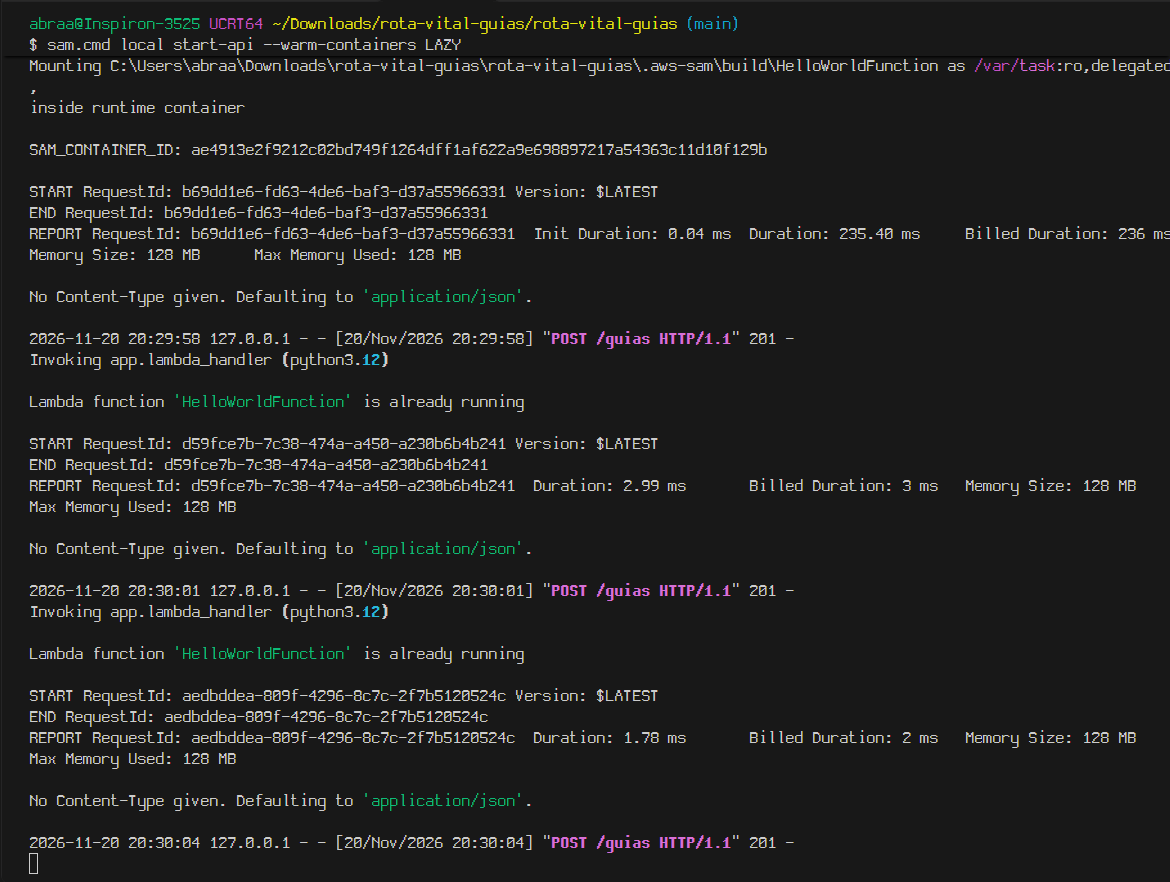 abraa@Inspiron-3525 UCRT64 ~/Downloads/rota-vital-guias/rota-vital-guias (main)
$ sam.cmd local start-api --warm-containers LAZY
Mounting C:\Users\abraa\Downloads\rota-vital-guias\rota-vital-guias\.aws-sam\build\HelloWorldFunction as /var/task:ro,delegated
,
inside runtime container
SAM_CONTAINER_ID: ae4913e2f9212c02bd749f1264dff1af622a9e698897217a54363c11d10f129b
START RequestId: b69dd1e6-fd63-4de6-baf3-d37a55966331 Version: $LATEST
END RequestId: b69dd1e6-fd63-4de6-baf3-d37a55966331
REPORT RequestId: b69dd1e6-fd63-4de6-baf3-d37a55966331  Init Duration: 0.04 ms  Duration: 235.40 ms     Billed Duration: 236 ms
Memory Size: 128 MB      Max Memory Used: 128 MB
No Content-Type given. Defaulting to 'application/json'.
2026-11-20 20:29:58 127.0.0.1 - - [20/Nov/2026 20:29:58] "POST /guias HTTP/1.1" 201 -
Invoking app.lambda_handler (python3.12)
Lambda function 'HelloWorldFunction' is already running
START RequestId: d59fce7b-7c38-474a-a450-a230b6b4b241 Version: $LATEST
END RequestId: d59fce7b-7c38-474a-a450-a230b6b4b241
REPORT RequestId: d59fce7b-7c38-474a-a450-a230b6b4b241  Duration: 2.99 ms       Billed Duration: 3 ms   Memory Size: 128 MB
Max Memory Used: 128 MB
No Content-Type given. Defaulting to 'application/json'.
2026-11-20 20:30:01 127.0.0.1 - - [20/Nov/2026 20:30:01] "POST /guias HTTP/1.1" 201 -
Invoking app.lambda_handler (python3.12)
Lambda function 'HelloWorldFunction' is already running
START RequestId: aedbddea-809f-4296-8c7c-2f7b5120524c Version: $LATEST
END RequestId: aedbddea-809f-4296-8c7c-2f7b5120524c
REPORT RequestId: aedbddea-809f-4296-8c7c-2f7b5120524c  Duration: 1.78 ms       Billed Duration: 2 ms   Memory Size: 128 MB
Max Memory Used: 128 MB
No Content-Type given. Defaulting to 'application/json'.
2026-11-20 20:30:04 127.0.0.1 - - [20/Nov/2026 20:30:04] "POST /guias HTTP/1.1" 201 -